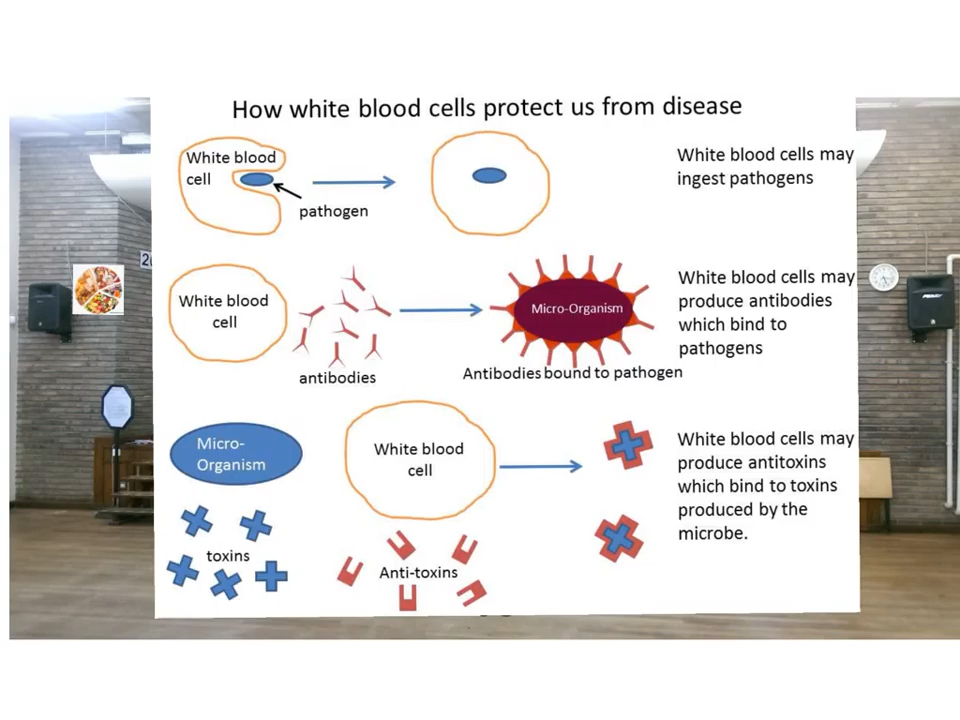 How white blood cells protect us from disease
White blood
cell
pathogen
White blood cells may
ingest pathogens
White blood
cell
antibodies
Micro-Organism
Antibodies bound to pathogen
White blood cells may
produce antibodies
which bind to
pathogens
Micro-
Organism
toxins
White blood
cell
Anti-toxins
White blood cells may
produce antitoxins
which bind to toxins
produced by the
microbe.